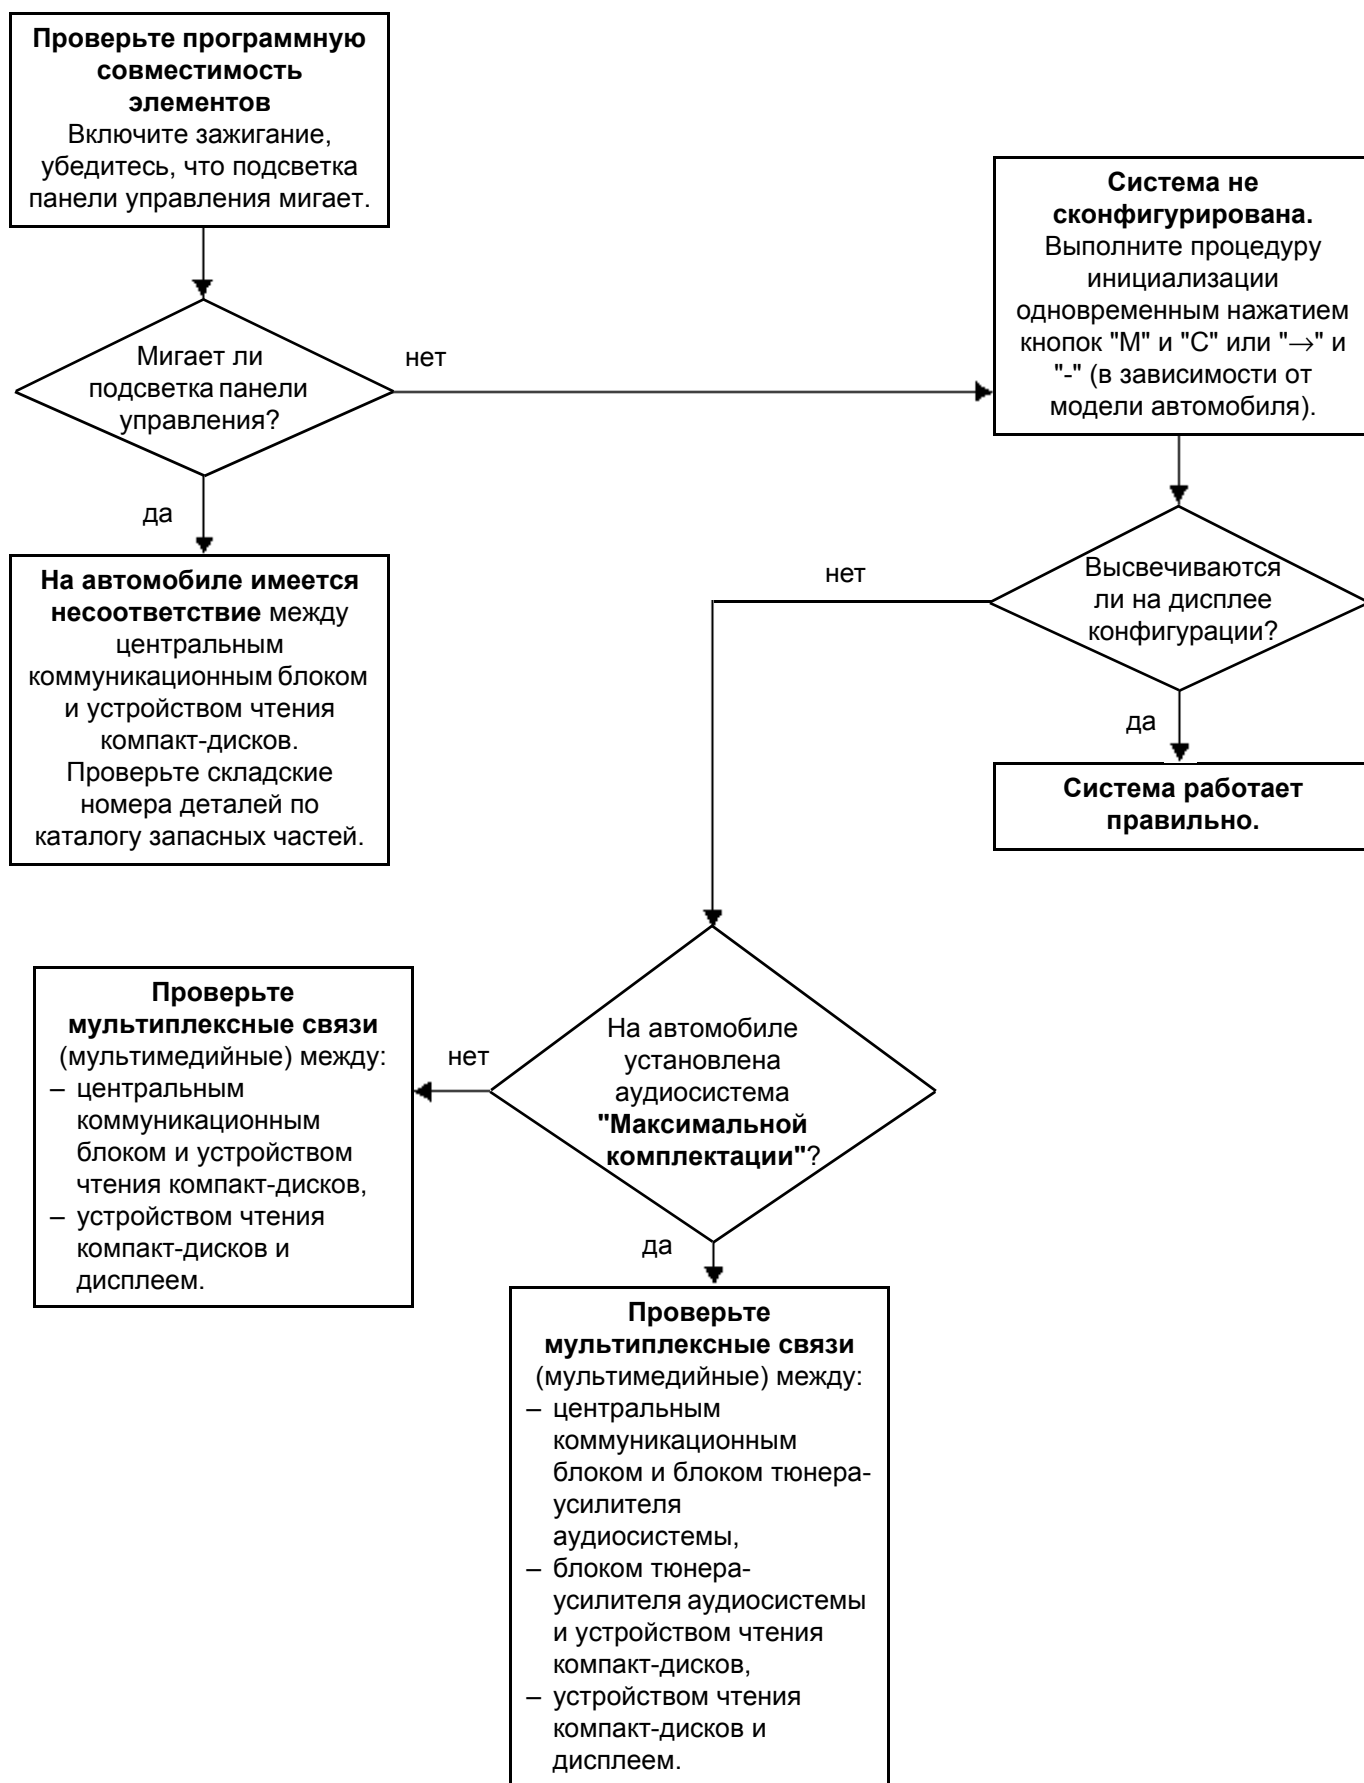 Проверьте программную
совместимость
элементов
Включите зажигание,
убедитесь, что подсветка
панели управления мигает.
Мигает ли
подсветка панели
управления?
нет
да
На автомобиле имеется
несоответствие между
центральным
коммуникационным блоком
и устройством чтения
компакт-дисков.
Проверьте складские
номера деталей по
каталогу запасных частей.
Система не
сконфигурирована.
Выполните процедуру
инициализации
одновременным нажатием
кнопок "M" и "C" или "→" и
"-" (в зависимости от
модели автомобиля).
Высвечиваются
ли на дисплее
конфигурации?
нет
да
Система работает
правильно.
На автомобиле
установлена
аудиосистема
"Максимальной
комплектации"?
нет
да
Проверьте
мультиплексные связи
(мультимедийные) между:
– центральным
коммуникационным
блоком и устройством
чтения компакт-дисков,
– устройством чтения
компакт-дисков и
дисплеем.
Проверьте
мультиплексные связи
(мультимедийные) между:
– центральным
коммуникационным
блоком и блоком тюнера-
усилителя
аудиосистемы,
– блоком тюнера-
усилителя аудиосистемы
и устройством чтения
компакт-дисков,
– устройством чтения
компакт-дисков и
дисплеем.